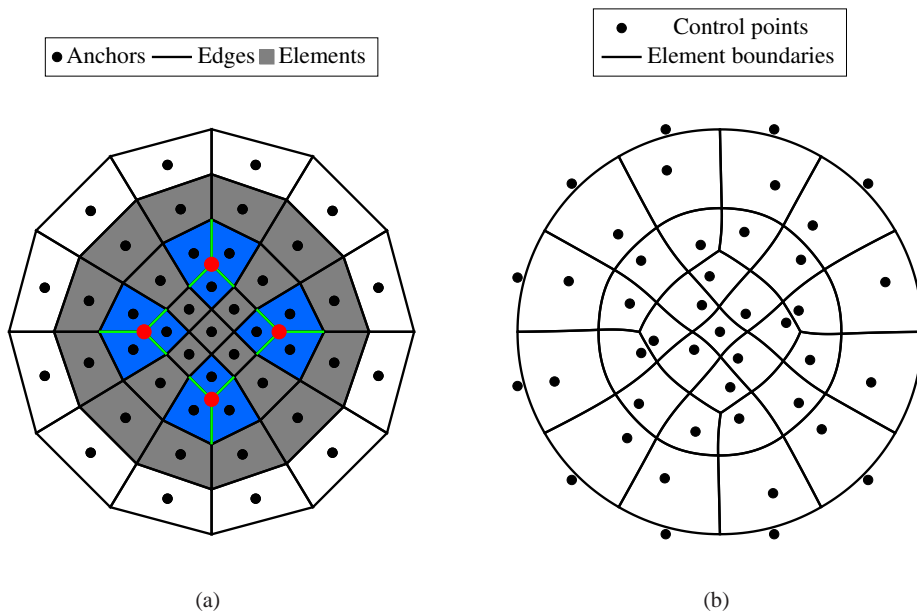 Anchors Edges Elements
Control points
Element boundaries
(a)
(b)